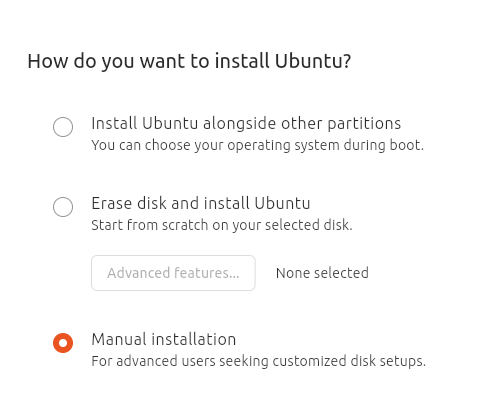 How do you want to install Ubuntu?
Install Ubuntu alongside other partitions
You can choose your operating system during boot.
Erase disk and install Ubuntu
Start from scratch on your selected disk.
Advanced features... None selected
Manual installation
For advanced users seeking customized disk setups.